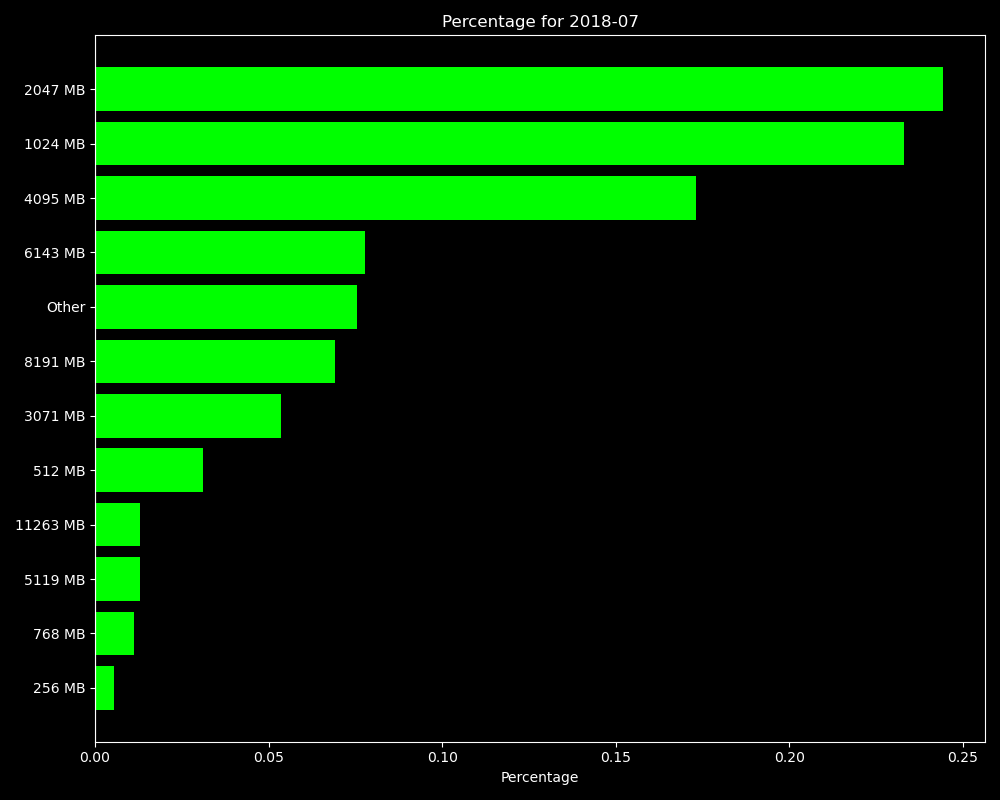 Percentage for 2018-07
2047 MB
1024 MB
4095 MB
6143 MB
Other
8191 MB
3071 MB
512 MB
11263 MB
5119 MB
768 MB
256 MB
0.00 0.05 0.10 0.15 0.20 0.25
Percentage